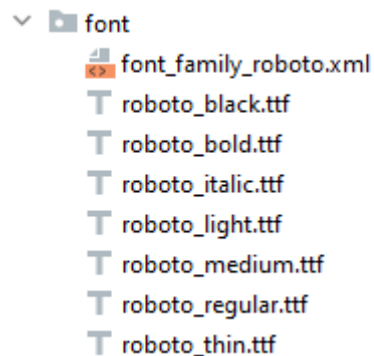 font
font_family_roboto.xml
roboto_black.ttf
roboto_bold.ttf
roboto_italic.ttf
roboto_light.ttf
roboto_medium.ttf
roboto_regular.ttf
roboto_thin.ttf